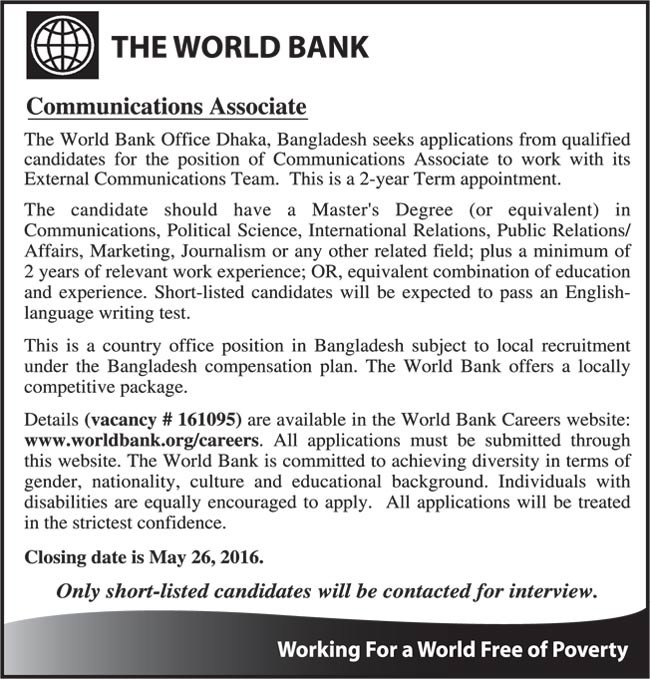 THE WORLD BANK
Communications Associate
The World Bank Office Dhaka, Bangladesh seeks applications from qualified
candidates for the position of Communications Associate to work with its
External Communications Team.  This is a 2-year Term appointment.
The candidate should have a Master's Degree (or equivalent) in
Communications, Political Science, International Relations, Public Relations/
Affairs, Marketing, Journalism or any other related field; plus a minimum of
2 years of relevant work experience; OR, equivalent combination of education
and experience. Short-listed candidates will be expected to pass an English-
language writing test.
This is a country office position in Bangladesh subject to local recruitment
under the Bangladesh compensation plan. The World Bank offers a locally
competitive package.
Details (vacancy # 161095) are available in the World Bank Careers website:
www.worldbank.org/careers. All applications must be submitted through
this website. The World Bank is committed to achieving diversity in terms of
gender, nationality, culture and educational background. Individuals with
disabilities are equally encouraged to apply.  All applications will be treated
in the strictest confidence.
Closing date is May 26, 2016.
Only short-listed candidates will be contacted for interview.
Working For a World Free of Poverty